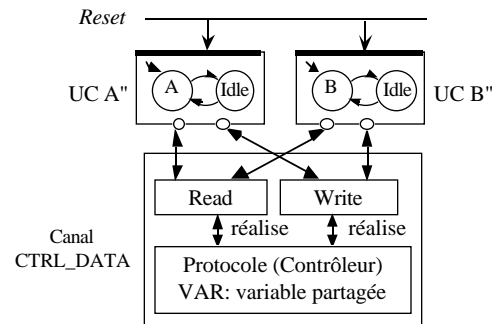 Reset
A
Idle
B
Idle
UC A"
UC B"
Read
Write
réalise
réalise
Canal
CTRL_DATA
Protocole (Contrôleur)
VAR: variable partagée